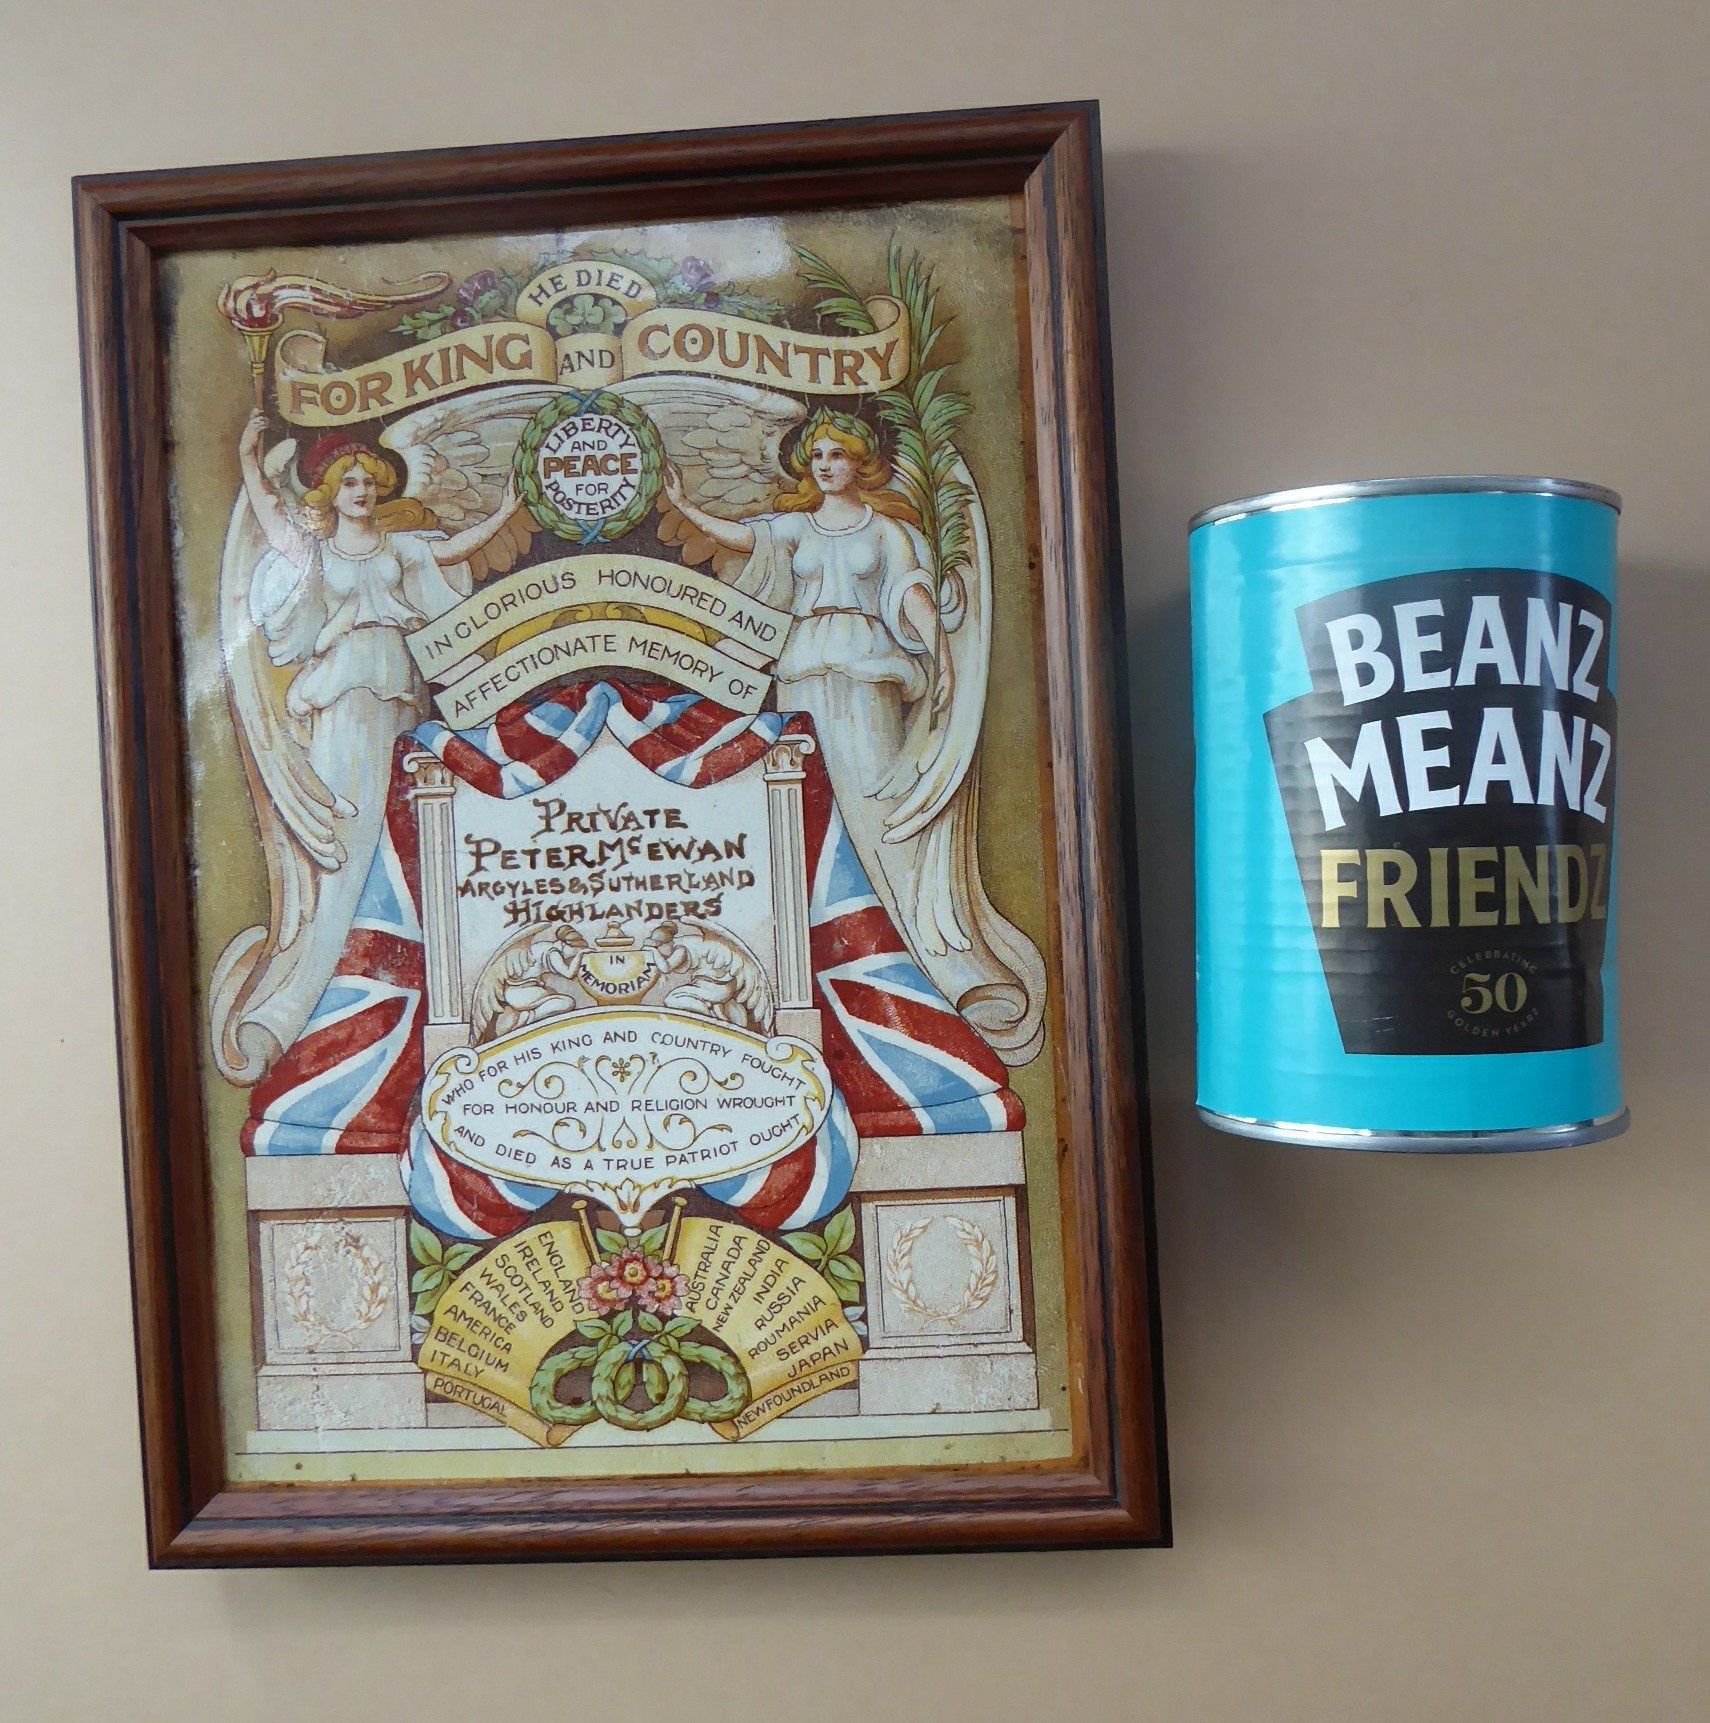 HE DIED
FOR KING AND COUNTRY
LIBERTY
AND
PEACE
FOR
POSTERITY
IN GLORIOUS HONOURED AND
AFFECTIONATE MEMORY OF
PRIVATE
PETER McEWAN
ARGYLES & SUTHERLAND
HIGHLANDERS
IN
MEMORIAM
WHO FOR HIS KING AND COUNTRY FOUGHT
FOR HONOUR AND RELIGION WROUGHT
AND DIED AS A TRUE PATRIOT OUGHT
ENGLAND
IRELAND
SCOTLAND
WALES
FRANCE
AMERICA
BELGIUM
ITALY
PORTUGAL
AUSTRALIA
CANADA
NEW ZEALAND
INDIA
RUSSIA
ROUMANIA
SERVIA
JAPAN
NEWFOUNDLAND
BEANZ
MEANZ
FRIENDZ
CELEBRATING
50
GOLDEN YEARS